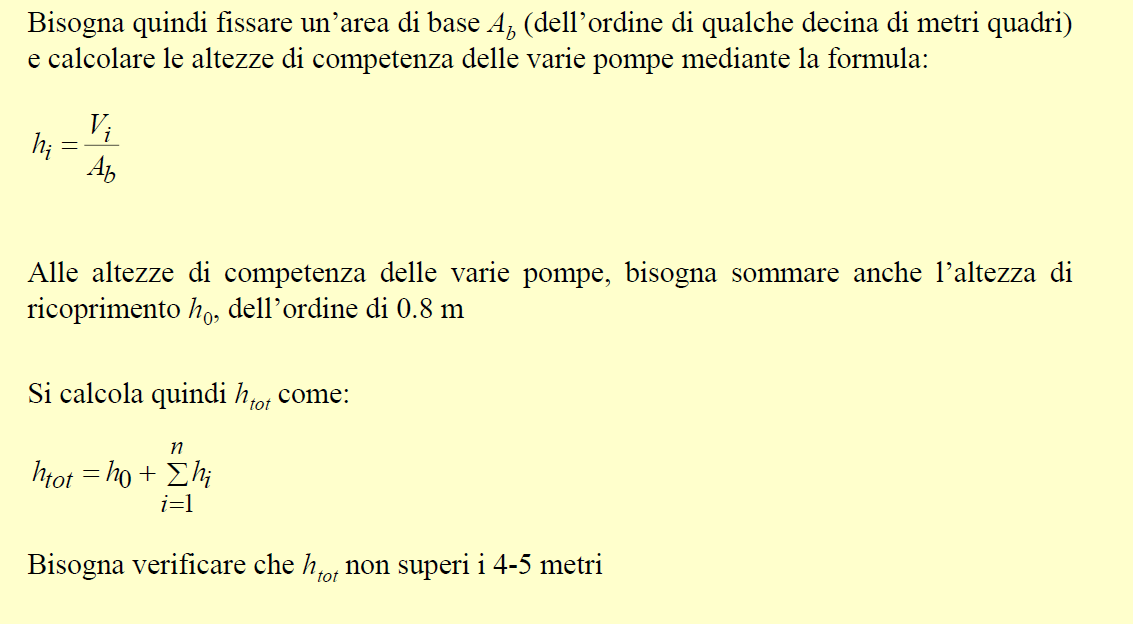 Bisogna quindi fissare un’area di base A_b (dell’ordine di qualche decina di metri quadri)
e calcolare le altezze di competenza delle varie pompe mediante la formula:
h_i = V_i / A_b
Alle altezze di competenza delle varie pompe, bisogna sommare anche l’altezza di
ricoprimento h_0, dell’ordine di 0.8 m
Si calcola quindi h_tot come:
h_tot = h_0 + ∑_{i=1}^{n} h_i
Bisogna verificare che h_tot non superi i 4-5 metri